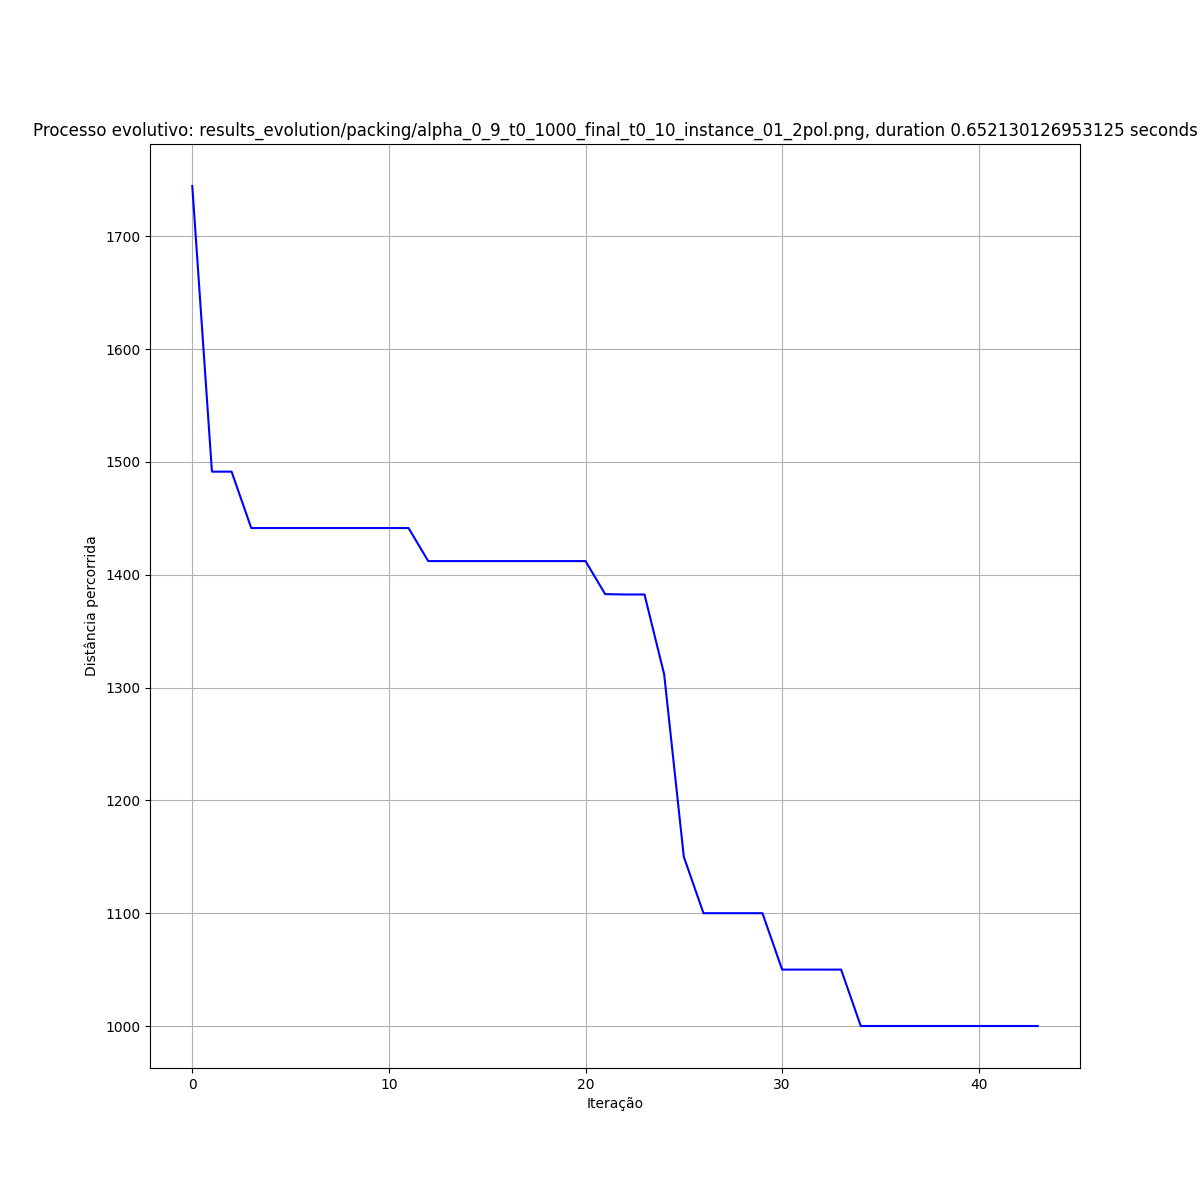 Processo evolutivo: results_evolution/packing/alpha_0_9_t0_1000_final_t0_10_instance_01_2pol.png, duration 0.652130126953125 seconds
1700
1600
1500
1400
1300
1200
1100
1000
Distância percorrida
0 10 20 30 40
Iteração